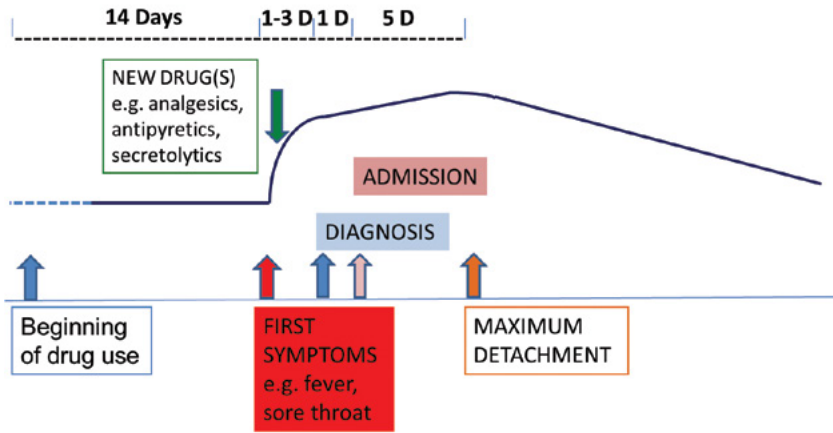 14 Days
1-3 D
1 D
5 D
NEW DRUG(S)
e.g. analgesics,
antipyretics,
secretolytics
ADMISSION
DIAGNOSIS
Beginning
of drug use
FIRST
SYMPTOMS
e.g. fever,
sore throat
MAXIMUM
DETACHMENT